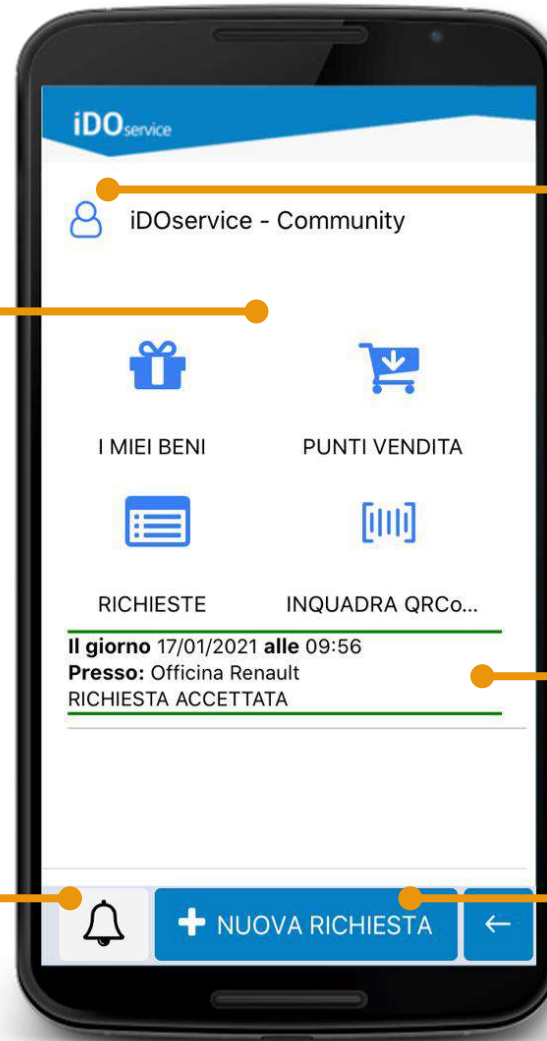 iDOservice
iDOservice - Community
I MIEI BENI
PUNTI VENDITA
RICHIESTE
INQUADRA QRCo...
Il giorno 17/01/2021 alle 09:56
Presso: Officina Renault
RICHIESTA ACCETTATA
+ NUOVA RICHIESTA